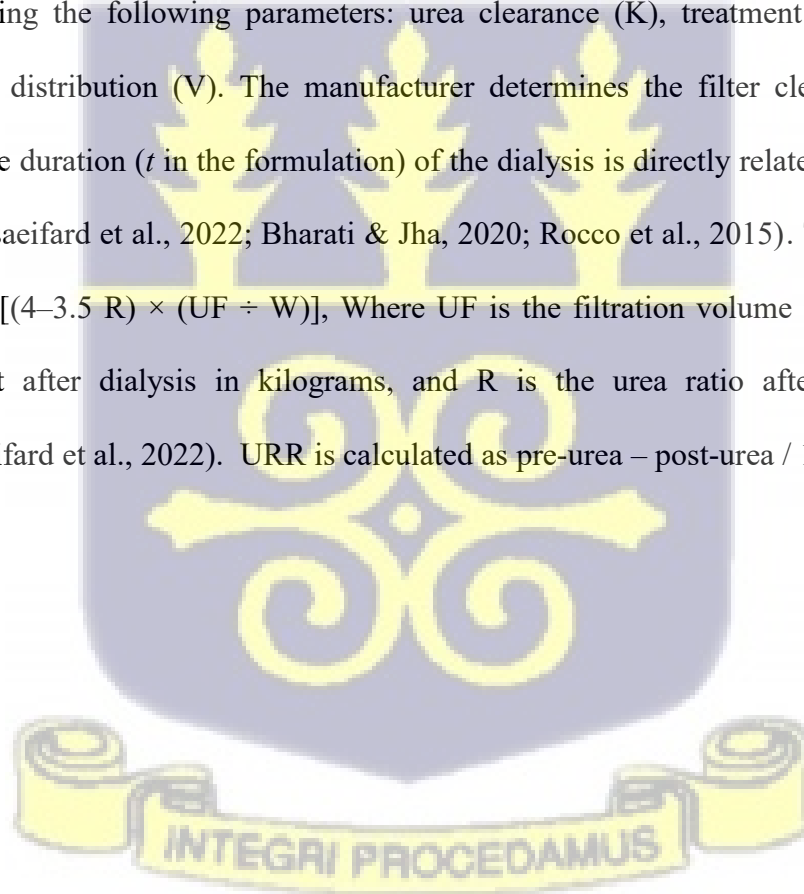 ing the following parameters: urea clearance (K), treatment
distribution (V). The manufacturer determines the filter cle
e duration (t in the formulation) of the dialysis is directly relate
saeifard et al., 2022; Bharati & Jha, 2020; Rocco et al., 2015).
[(4–3.5 R) × (UF ÷ W)], Where UF is the filtration volume
t after dialysis in kilograms, and R is the urea ratio afte
ifard et al., 2022). URR is calculated as pre-urea – post-urea /
INTEGRI PROCEDAMUS